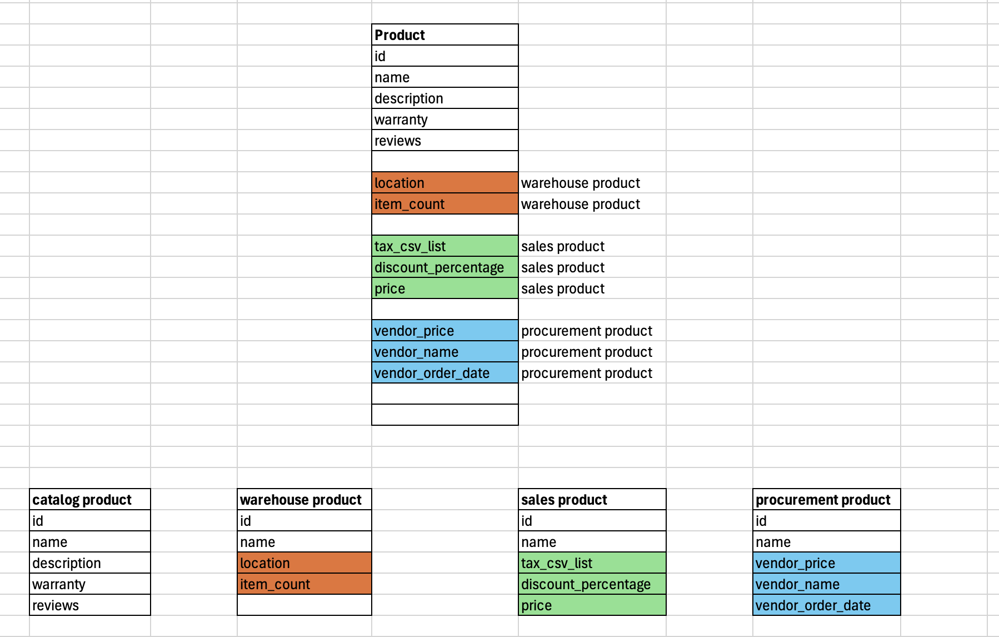 Product
id
name
description
warranty
reviews
location warehouse product
item_count warehouse product
tax_csv_list sales product
discount_percentage sales product
price sales product
vendor_price procurement product
vendor_name procurement product
vendor_order_date procurement product
catalog product warehouse product sales product procurement product
id id id id
name name name name
description location tax_csv_list vendor_price
warranty item_count discount_percentage vendor_name
reviews price vendor_order_date